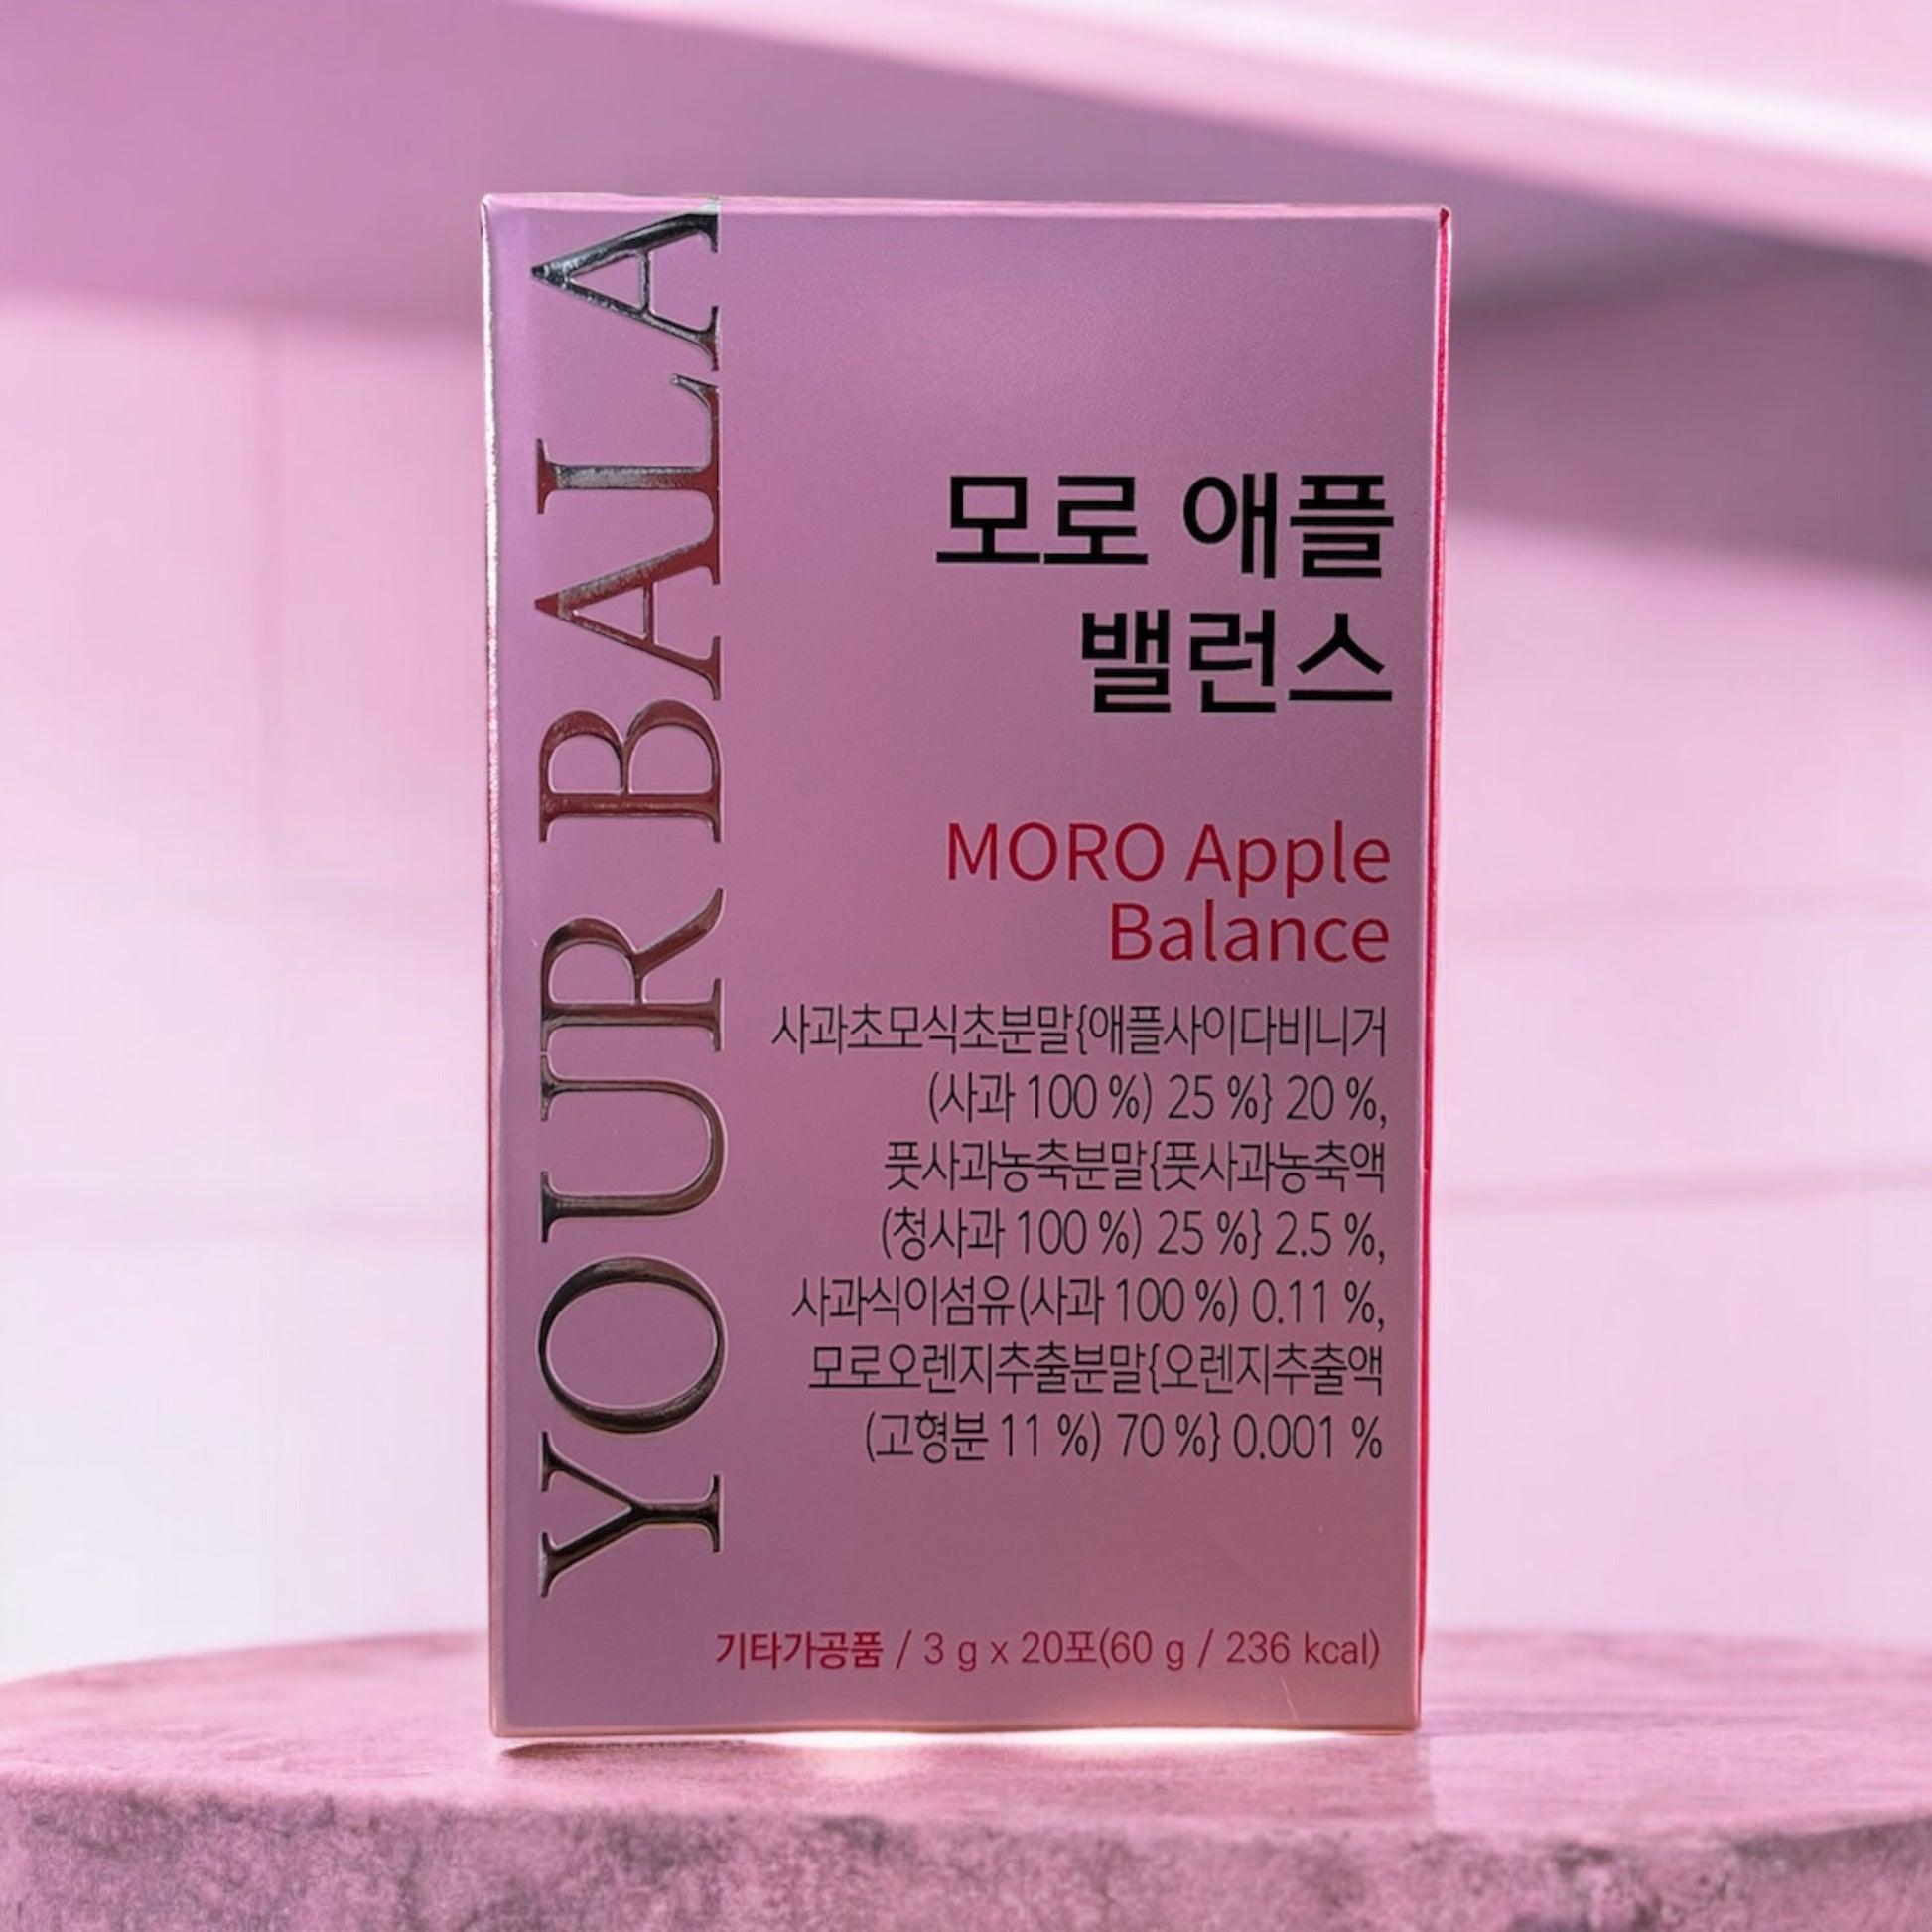 YOUR BALA
모로 애플
밸런스
MORO Apple
Balance
사과초모식초분말{애플사이다비니거
(사과 100 %) 25 %} 20 %,
풋사과농축분말{풋사과농축액
(청사과 100 %) 25 %} 2.5 %,
사과식이섬유(사과 100 %) 0.11 %,
모로오렌지추출분말{오렌지추출액
(고형분 11 %) 70 %} 0.001 %
기타가공품 / 3 g x 20포(60 g / 236 kcal)